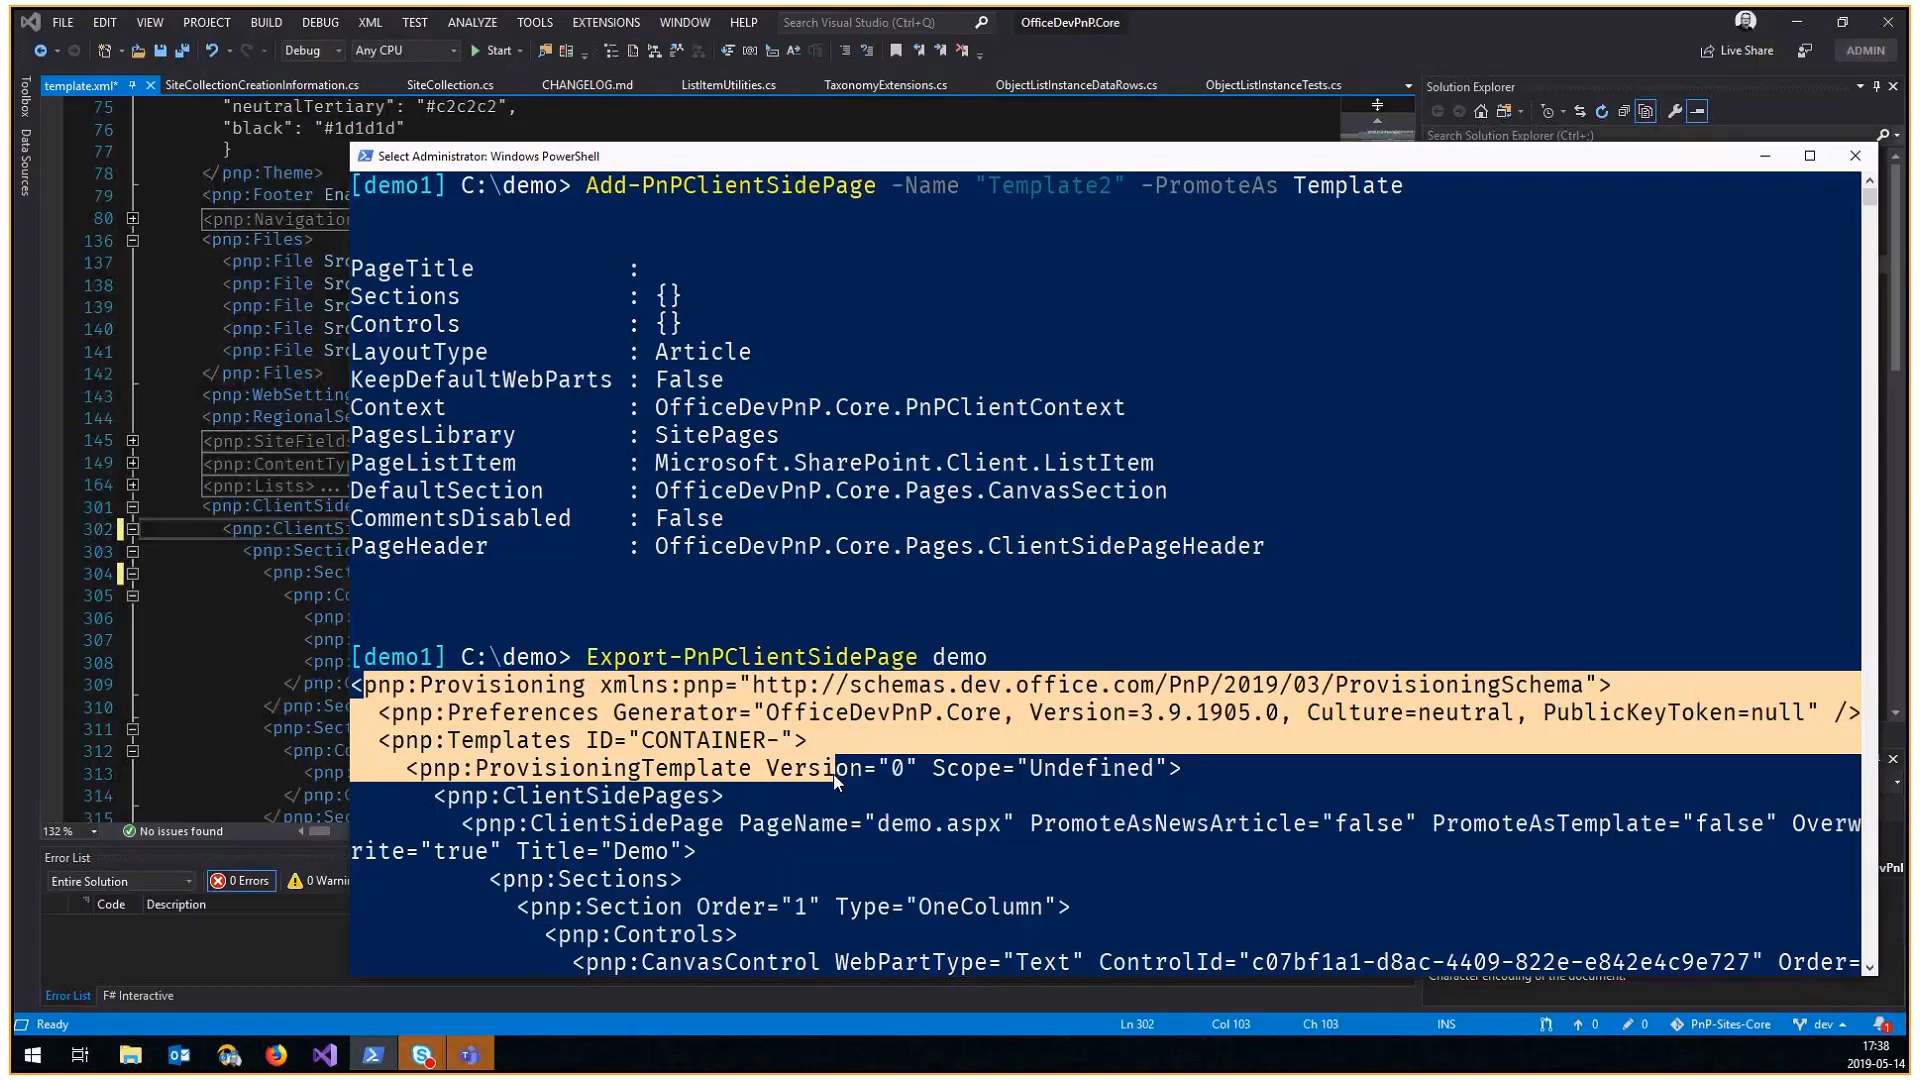 FILE EDIT VIEW PROJECT BUILD DEBUG XML TEST ANALYZE TOOLS EXTENSIONS WINDOW HELP Search Visual Studio (Ctrl+Q) OfficeDevPnP.Core
Debug Any CPU Start Live Share ADMIN
template.xml* SiteCollectionCreationInformation.cs SiteCollection.cs CHANGELOG.md ListItemUtilities.cs TaxonomyExtensions.cs ObjectListInstanceDataRows.cs ObjectListInstanceTests.cs Solution Explorer
Toolbox
Data Sources
Search Solution Explorer (Ctrl+;)
75 "neutralTertiary": "#c2c2c2",
76 "black": "#1d1d1d"
77 }
78 </pnp:Theme>
79 <pnp:Footer Ena
80 <pnp:Navigation
136 <pnp:Files>
137 <pnp:File Src
138 <pnp:File Src
139 <pnp:File Src
140 <pnp:File Src
141 <pnp:File Src
142 </pnp:Files>
143 <pnp:WebSetting
144 <pnp:RegionalSe
145 <pnp:SiteFields
149 <pnp:ContentTyp
164 <pnp:Lists>...
301 <pnp:ClientSide
302 <pnp:ClientSi
303 <pnp:Sectio
304 <pnp:Sect
305 <pnp:Co
306 <pnp:
307 <pnp:
308 <pnp:
309 </pnp:C
310 </pnp:Sec
311 <pnp:Sect
312 <pnp:Co
313 <pnp:
314 </pnp:C
315 </pnp:Sec
132 % No issues found
Error List
Entire Solution 0 Errors 0 Warni
Code Description
Error List F# Interactive
Select Administrator: Windows PowerShell
[demo1] C:\demo> Add-PnPClientSidePage -Name "Template2" -PromoteAs Template
PageTitle :
Sections : {}
Controls : {}
LayoutType : Article
KeepDefaultWebParts : False
Context : OfficeDevPnP.Core.PnPClientContext
PagesLibrary : SitePages
PageListItem : Microsoft.SharePoint.Client.ListItem
DefaultSection : OfficeDevPnP.Core.Pages.CanvasSection
CommentsDisabled : False
PageHeader : OfficeDevPnP.Core.Pages.ClientSidePageHeader
[demo1] C:\demo> Export-PnPClientSidePage demo
<pnp:Provisioning xmlns:pnp="http://schemas.dev.office.com/PnP/2019/03/ProvisioningSchema">
<pnp:Preferences Generator="OfficeDevPnP.Core, Version=3.9.1905.0, Culture=neutral, PublicKeyToken=null" />
<pnp:Templates ID="CONTAINER-">
<pnp:ProvisioningTemplate Version="0" Scope="Undefined">
<pnp:ClientSidePages>
<pnp:ClientSidePage PageName="demo.aspx" PromoteAsNewsArticle="false" PromoteAsTemplate="false" Overw
rite="true" Title="Demo">
<pnp:Sections>
<pnp:Section Order="1" Type="OneColumn">
<pnp:Controls>
<pnp:CanvasControl WebPartType="Text" ControlId="c07bf1a1-d8ac-4409-822e-e842e4c9e727" Order=
Character encoding of the document.
Ready Ln 302 Col 103 Ch 103 INS 0 0 PnP-Sites-Core dev 1
17:38
2019-05-14